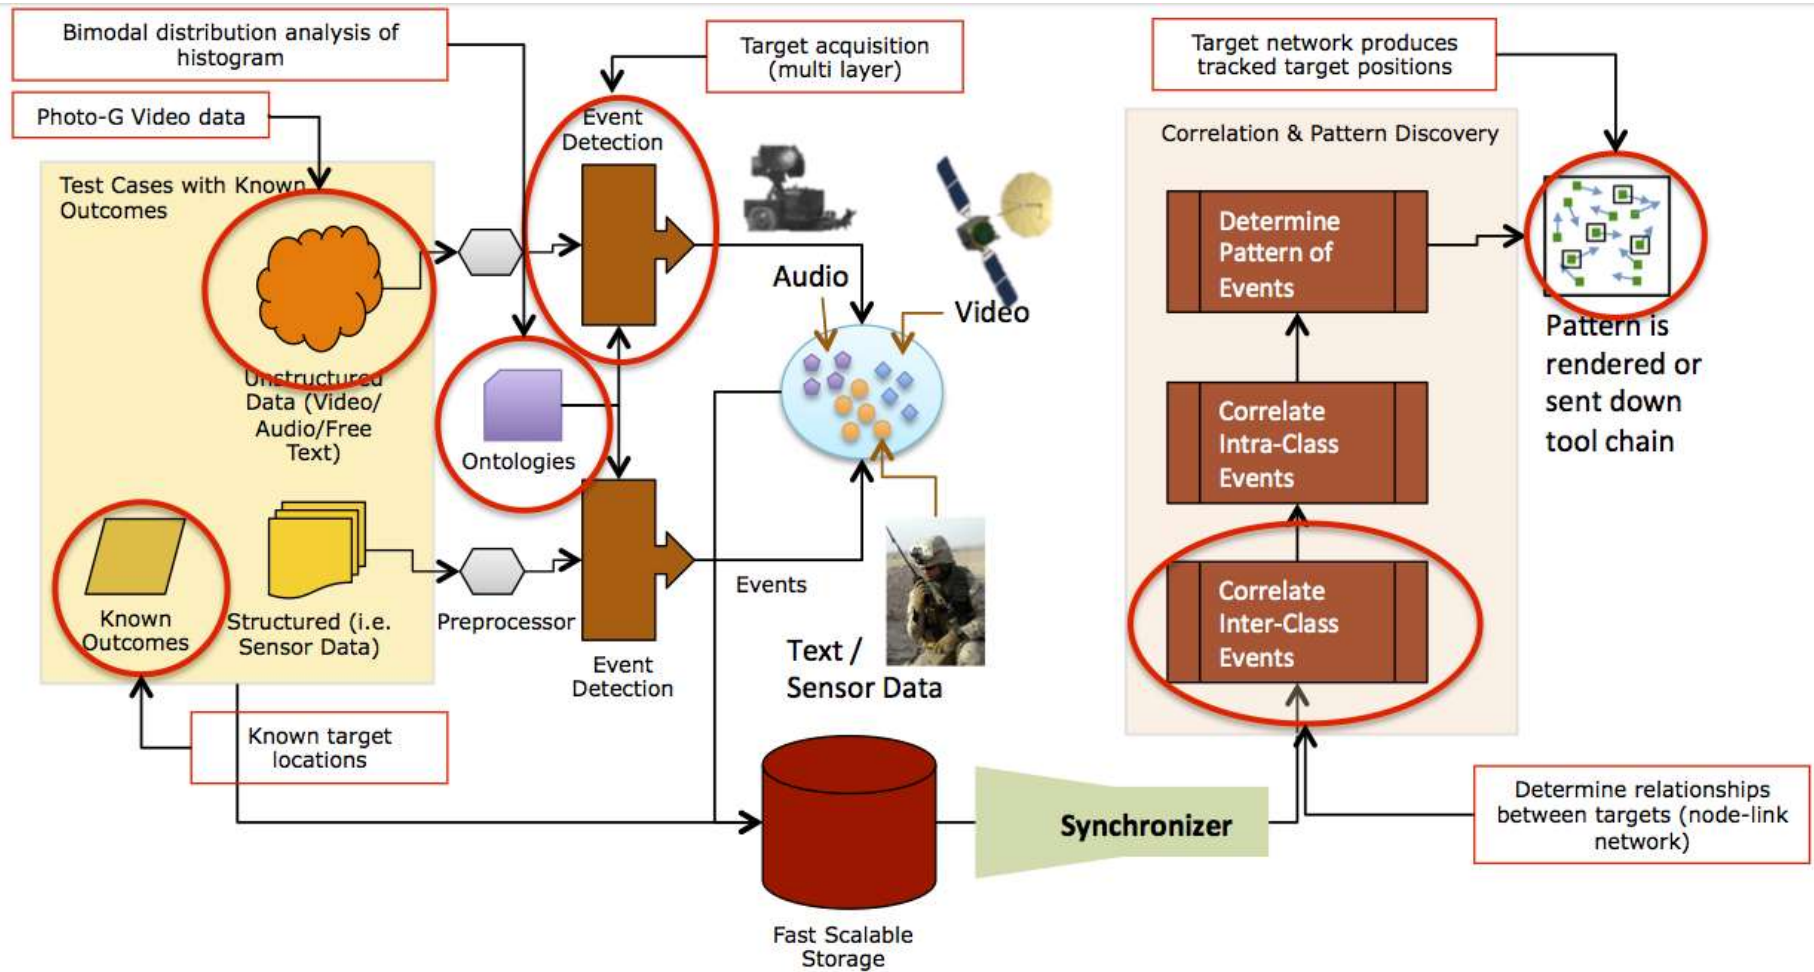 Bimodal distribution analysis of
histogram
Photo-G Video data
Target acquisition
(multi layer)
Target network produces
tracked target positions
Event
Detection
Correlation & Pattern Discovery
Test Cases with Known
Outcomes
Determine
Pattern of
Events
Audio
Video
Pattern is
rendered or
sent down
tool chain
Unstructured
Data (Video/
Audio/Free
Text)
Ontologies
Correlate
Intra-Class
Events
Known
Outcomes
Structured (i.e.
Sensor Data)
Preprocessor
Events
Event
Detection
Text /
Sensor Data
Correlate
Inter-Class
Events
Known target
locations
Synchronizer
Determine relationships
between targets (node-link
network)
Fast Scalable
Storage